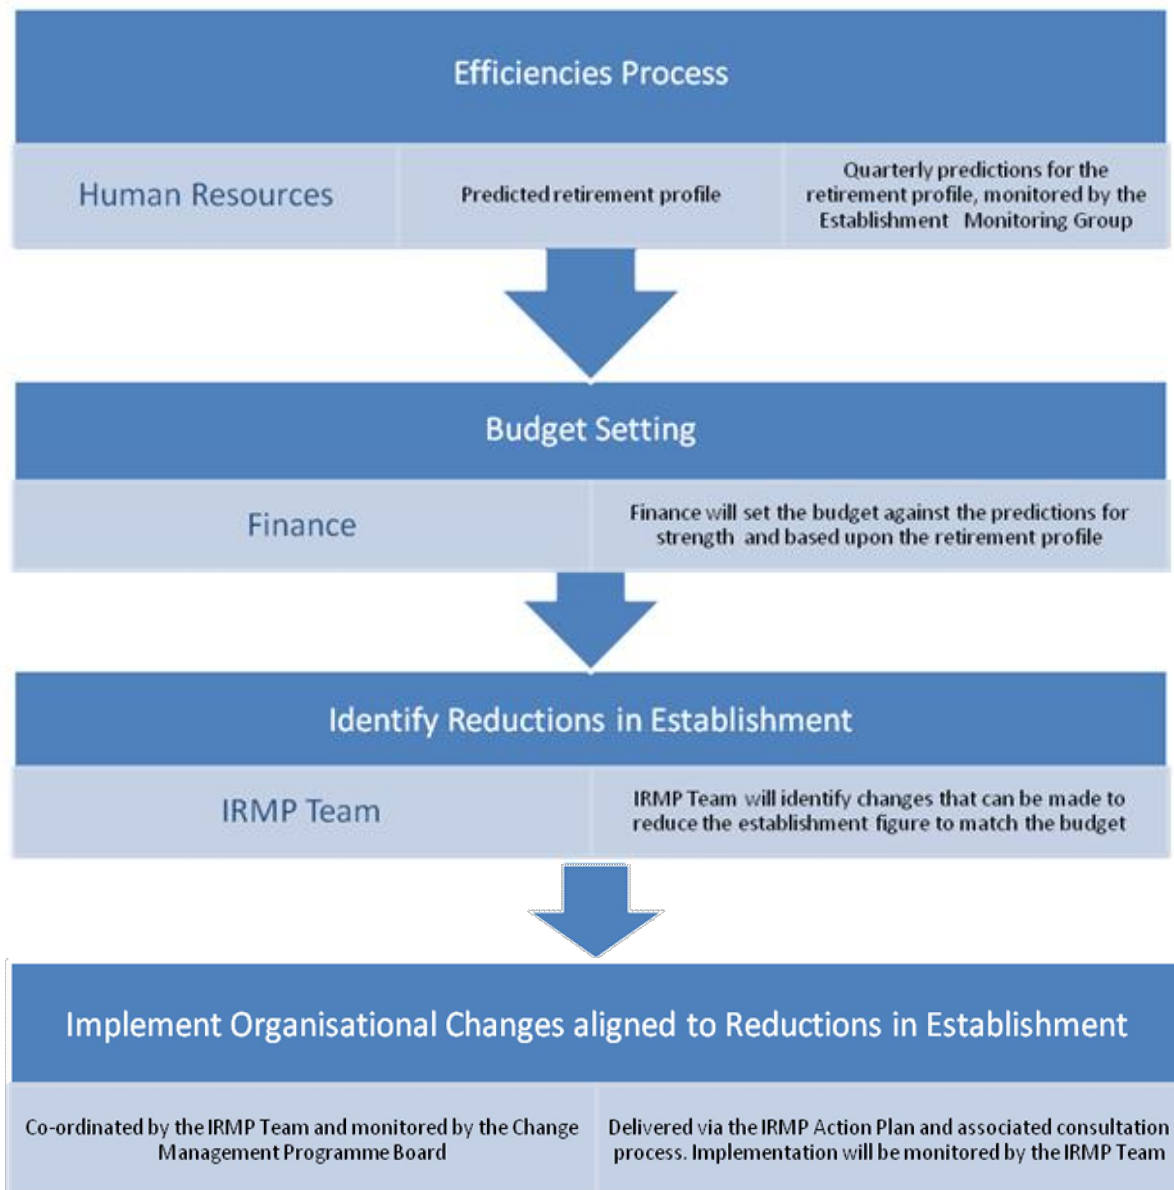 Efficiencies Process
Human Resources
Predicted retirement profile
Quarterly predictions for the
retirement profile, monitored by the
Establishment Monitoring Group
Budget Setting
Finance
Finance will set the budget against the predictions for
strength and based upon the retirement profile
Identify Reductions in Establishment
IRMP Team
IRMP Team will identify changes that can be made to
reduce the establishment figure to match the budget
Implement Organisational Changes aligned to Reductions in Establishment
Co-ordinated by the IRMP Team and monitored by the Change
Management Programme Board
Delivered via the IRMP Action Plan and associated consultation
process. Implementation will be monitored by the IRMP Team